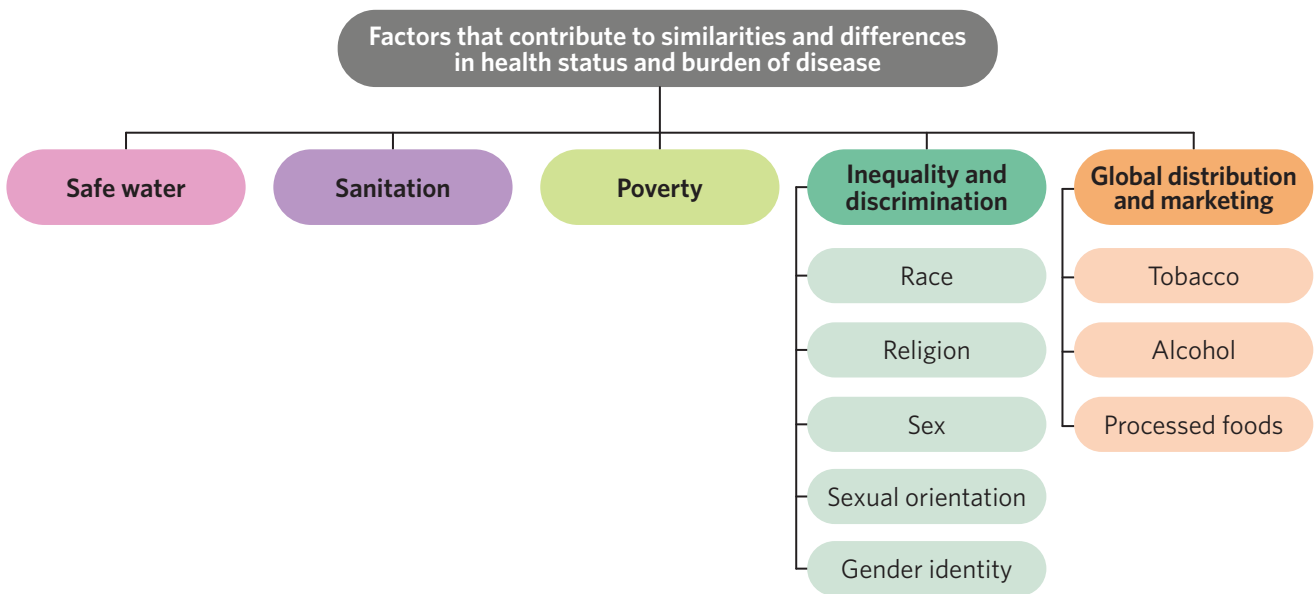 Factors that contribute to similarities and differences
in health status and burden of disease
Safe water
Sanitation
Poverty
Inequality and
discrimination
Race
Religion
Sex
Sexual orientation
Gender identity
Global distribution
and marketing
Tobacco
Alcohol
Processed foods